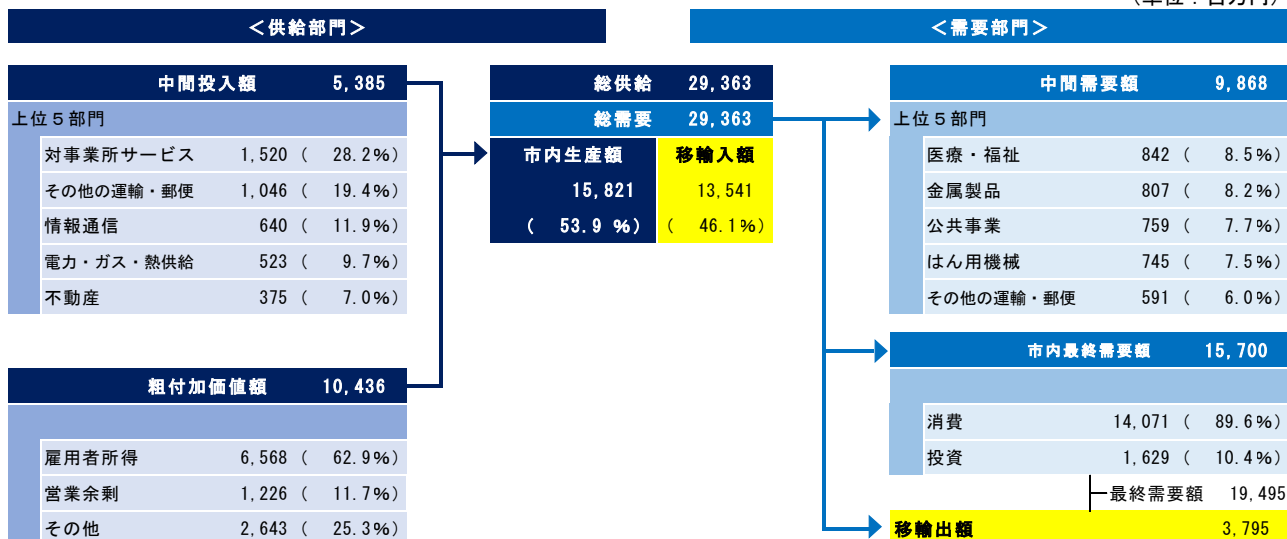 (単位：百万円)
＜供給部門＞
＜需要部門＞
中間投入額 5,385
上位５部門
対事業所サービス 1,520 ( 28.2%)
その他の運輸・郵便 1,046 ( 19.4%)
情報通信 640 ( 11.9%)
電力・ガス・熱供給 523 ( 9.7%)
不動産 375 ( 7.0%)
粗付加価値額 10,436
雇用者所得 6,568 ( 62.9%)
営業余剰 1,226 ( 11.7%)
その他 2,643 ( 25.3%)
総供給 29,363
総需要 29,363
市内生産額 移輸入額
15,821 13,541
( 53.9 %) ( 46.1%)
中間需要額 9,868
上位５部門
医療・福祉 842 ( 8.5%)
金属製品 807 ( 8.2%)
公共事業 759 ( 7.7%)
はん用機械 745 ( 7.5%)
その他の運輸・郵便 591 ( 6.0%)
市内最終需要額 15,700
消費 14,071 ( 89.6%)
投資 1,629 ( 10.4%)
最終需要額 19,495
移輸出額 3,795